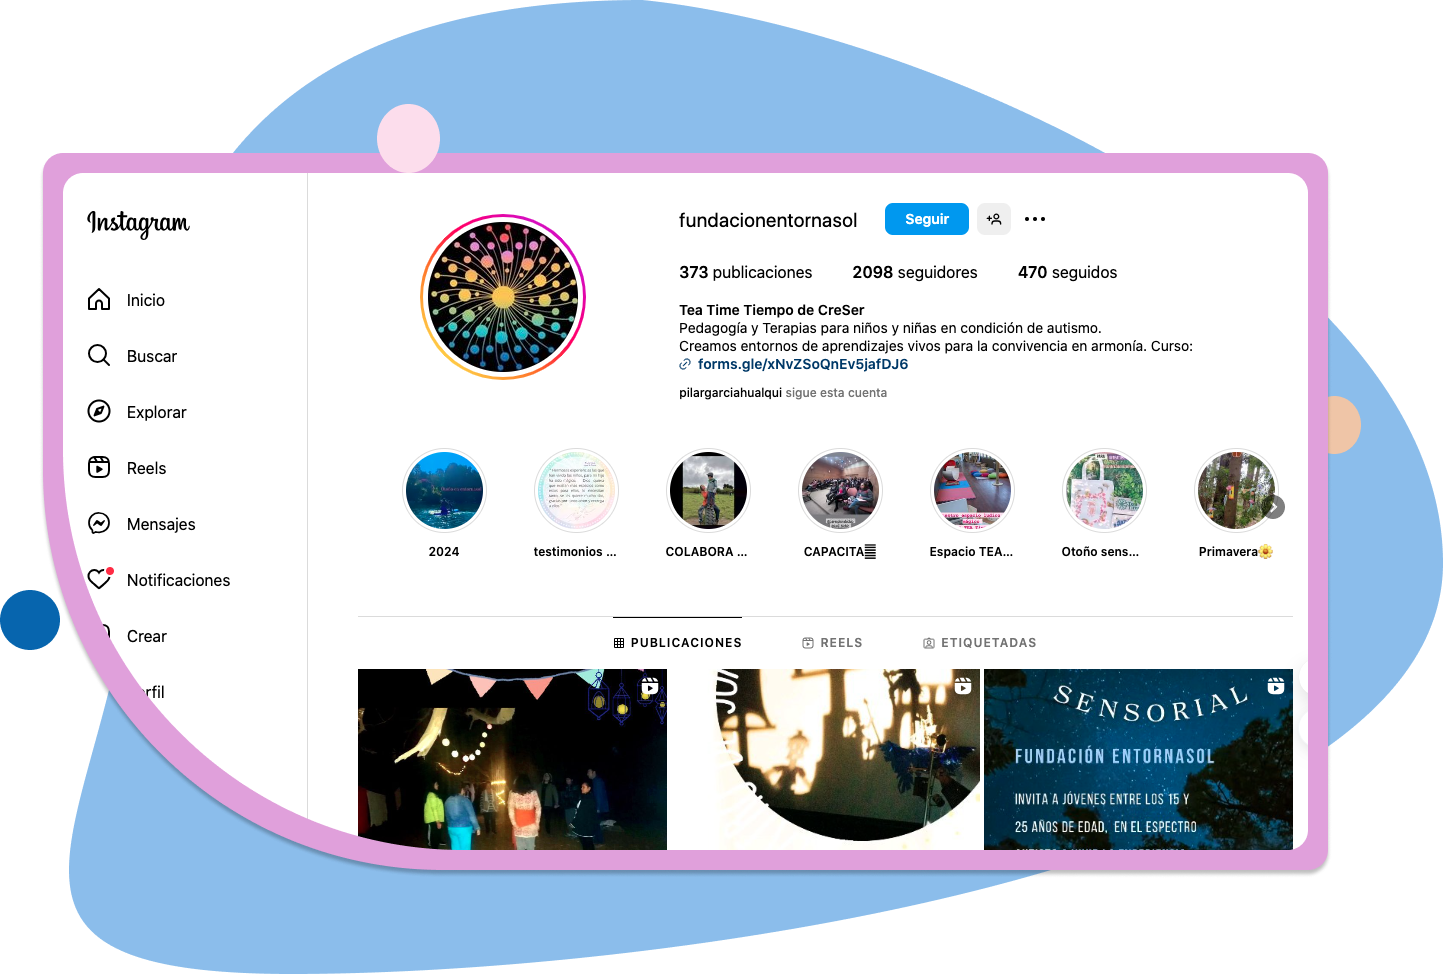 Instagram
Inicio
Buscar
Explorar
Reels
Mensajes
Notificaciones
Crear
rfil
fundacionentornasol
Seguir
373 publicaciones 2098 seguidores 470 seguidos
Tea Time Tiempo de CreSer
Pedagogía y Terapias para niños y niñas en condición de autismo.
Creamos entornos de aprendizajes vivos para la convivencia en armonía. Curso:
forms.gle/xNvZSoQnEv5jafDJ6
pilargarciahualqui sigue esta cuenta
2024
testimonios ...
COLABORA ...
CAPACITA
Espacio TEA...
Otoño sens...
Primavera🌼
PUBLICACIONES
REELS
ETIQUETADAS
SENSORIAL
FUNDACIÓN ENTORNASOL
INVITA A JÓVENES ENTRE LOS 15 Y
25 AÑOS DE EDAD, EN EL ESPECTRO